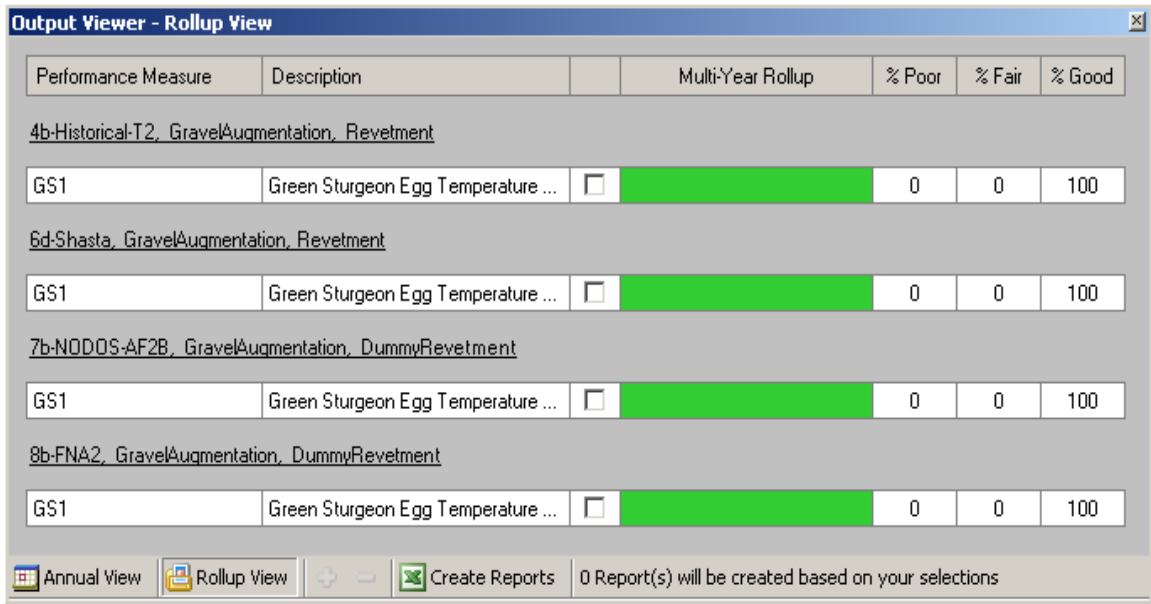 Output Viewer - Rollup View
Performance Measure Description Multi-Year Rollup % Poor % Fair % Good
4b-Historical-T2, GravelAugmentation, Revetment
GS1 Green Sturgeon Egg Temperature ... 0 0 100
6d-Shasta, GravelAugmentation, Revetment
GS1 Green Sturgeon Egg Temperature ... 0 0 100
7b-NODOS-AF2B, GravelAugmentation, DummyRevetment
GS1 Green Sturgeon Egg Temperature ... 0 0 100
8b-FNA2, GravelAugmentation, DummyRevetment
GS1 Green Sturgeon Egg Temperature ... 0 0 100
Annual View Rollup View Create Reports 0 Report(s) will be created based on your selections